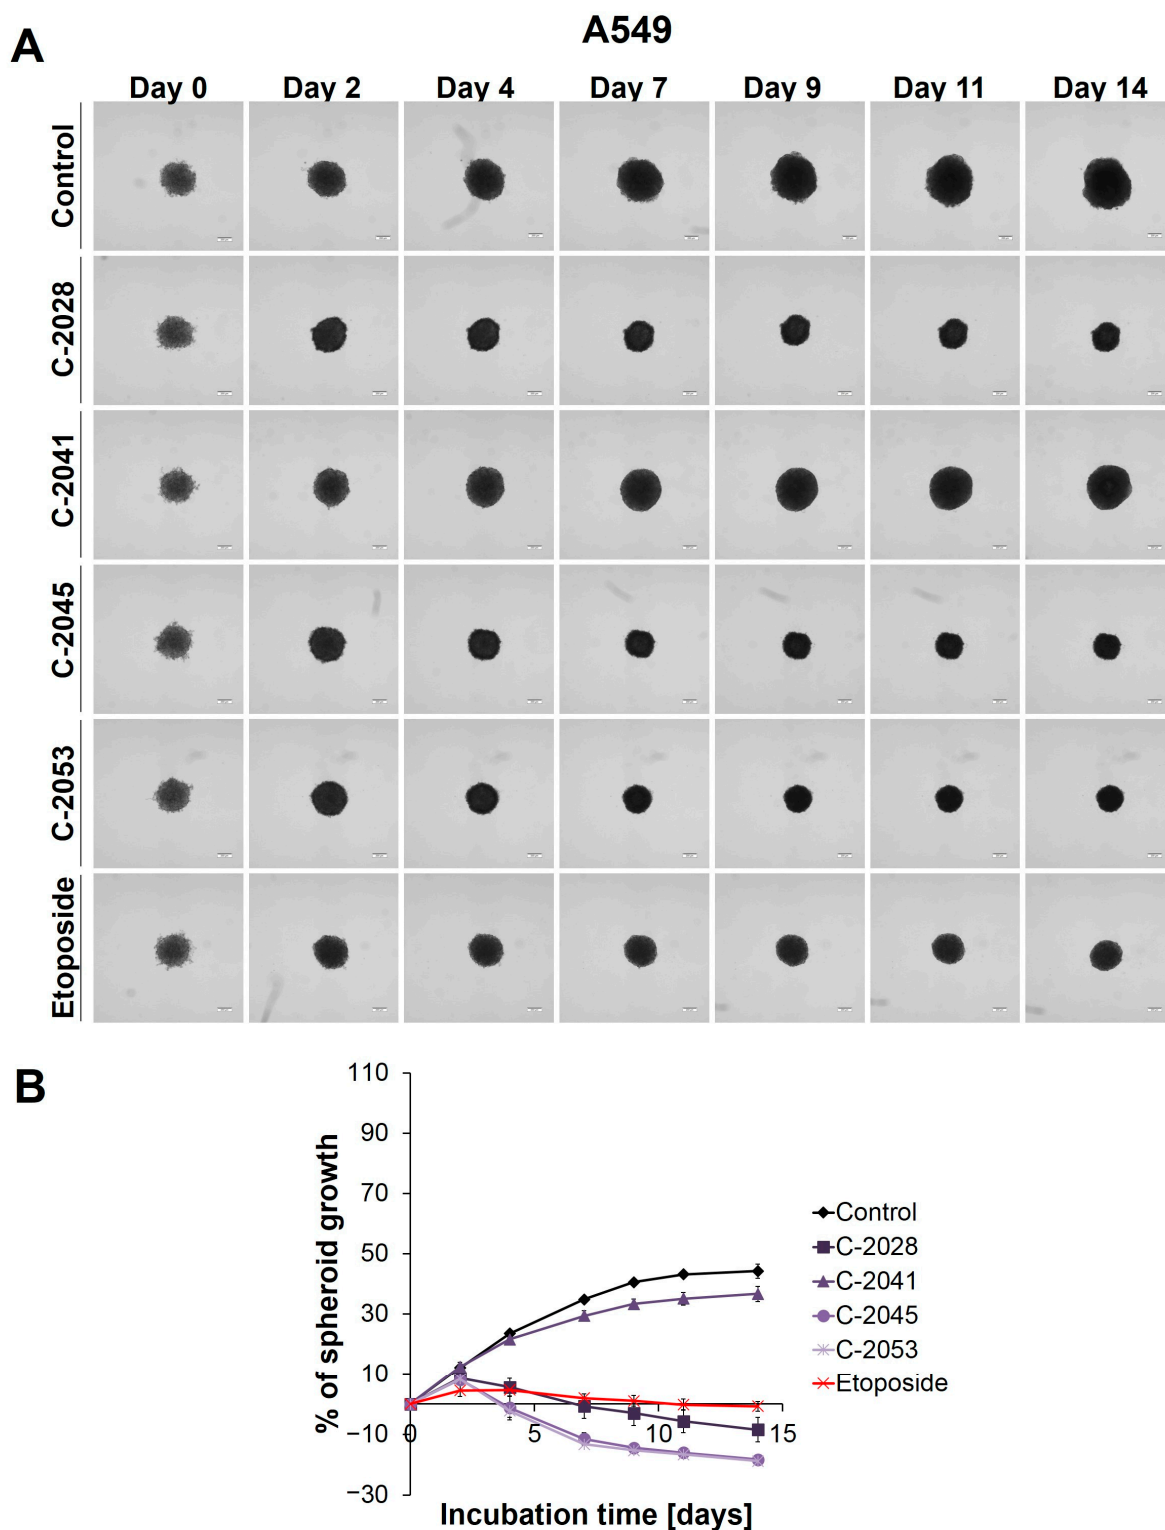 A
A549
Day 0 Day 2 Day 4 Day 7 Day 9 Day 11 Day 14
Control
C-2028
C-2041
C-2045
C-2053
Etoposide
B
110
90
70
50
30
10
−10
−30
0 5 10 15
% of spheroid growth
Incubation time [days]
Control
C-2028
C-2041
C-2045
C-2053
Etoposide